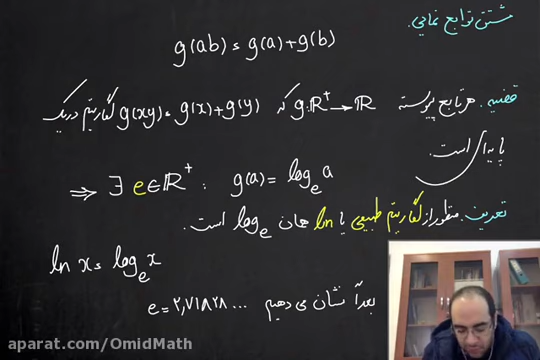 مشتق توابع نمایی.
g(ab) = g(a)+g(b)
قضیه. هر تابع پیوسته g:ℝ⁺→ℝ که g(xy)=g(x)+g(y) لگاریتم در یک
پایه‌ای است.
⇒ ∃ e∈ℝ⁺ : g(a) = logₑ a
تعریف. منظور از لگاریتم طبیعی یا ln همان logₑ است.
ln x = logₑ x
بعداً نشان می‌دهیم e = ۲٫۷۱۸۲۸ ...
aparat.com/OmidMath